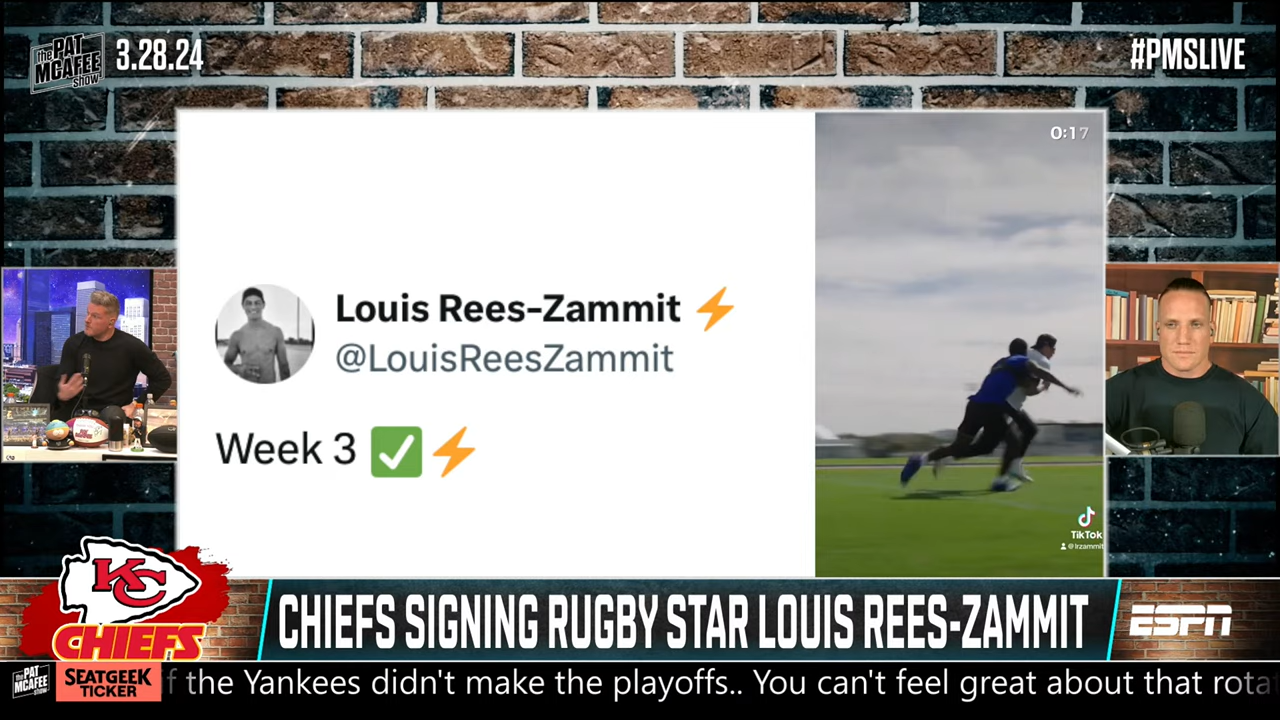 the PAT MCAFEE show
3.28.24
#PMSLIVE
0:17
Louis Rees-Zammit ⚡
@LouisReesZammit
Week 3 ✅⚡
TikTok
@lrzammit
KC
CHIEFS
CHIEFS SIGNING RUGBY STAR LOUIS REES-ZAMMIT
ESPN
the PAT MCAFEE show
SEATGEEK
TICKER
if the Yankees didn't make the playoffs.. You can't feel great about that rota